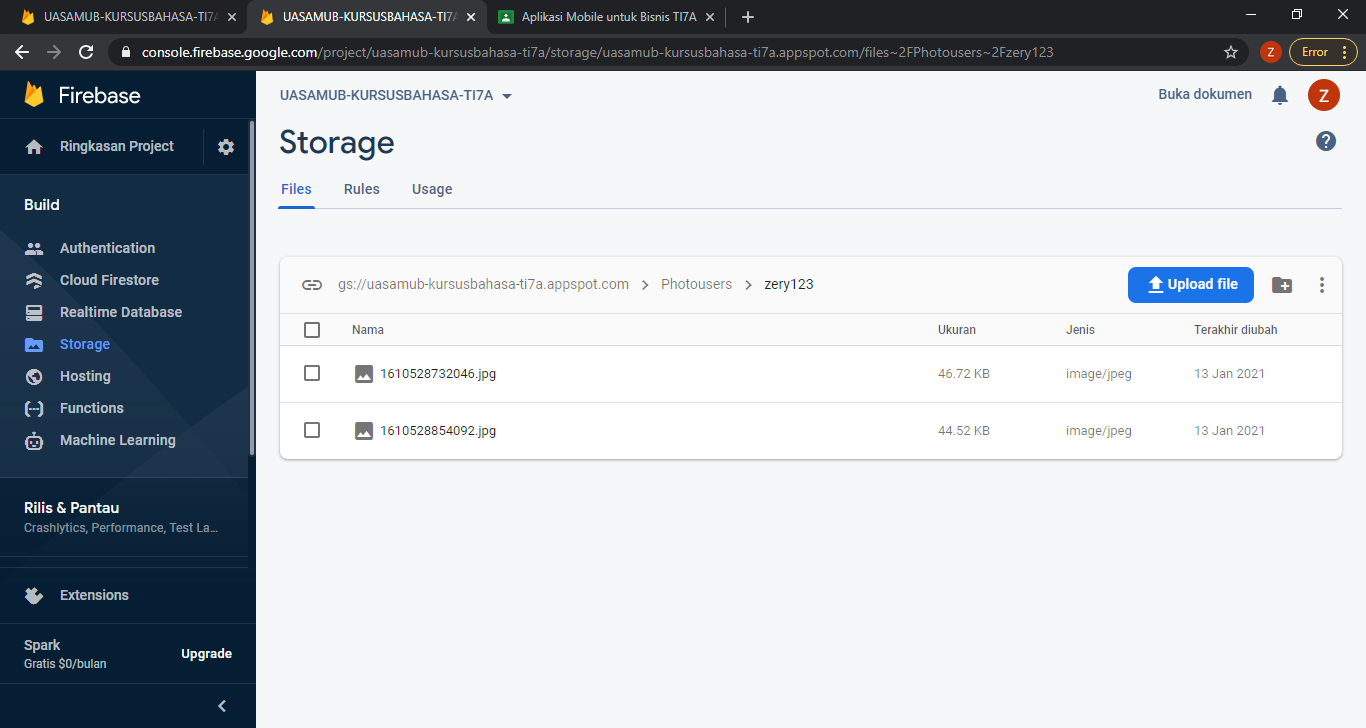 UASAMUB-KURSUSBAHASA-TI7A
UASAMUB-KURSUSBAHASA-TI7A
Aplikasi Mobile untuk Bisnis TI7A
console.firebase.google.com/project/uasamub-kursusbahasa-ti7a/storage/uasamub-kursusbahasa-ti7a.appspot.com/files~2FPhotousers~2Fzery123
Z
Error
Firebase
UASAMUB-KURSUSBAHASA-TI7A
Buka dokumen
Z
Ringkasan Project
Storage
?
Files Rules Usage
Build
Authentication
Cloud Firestore
Realtime Database
Storage
Hosting
Functions
Machine Learning
Rilis & Pantau
Crashlytics, Performance, Test La...
Extensions
Spark
Gratis $0/bulan
Upgrade
gs://uasamub-kursusbahasa-ti7a.appspot.com > Photousers > zery123
Upload file
Nama Ukuran Jenis Terakhir diubah
1610528732046.jpg 46.72 KB image/jpeg 13 Jan 2021
1610528854092.jpg 44.52 KB image/jpeg 13 Jan 2021